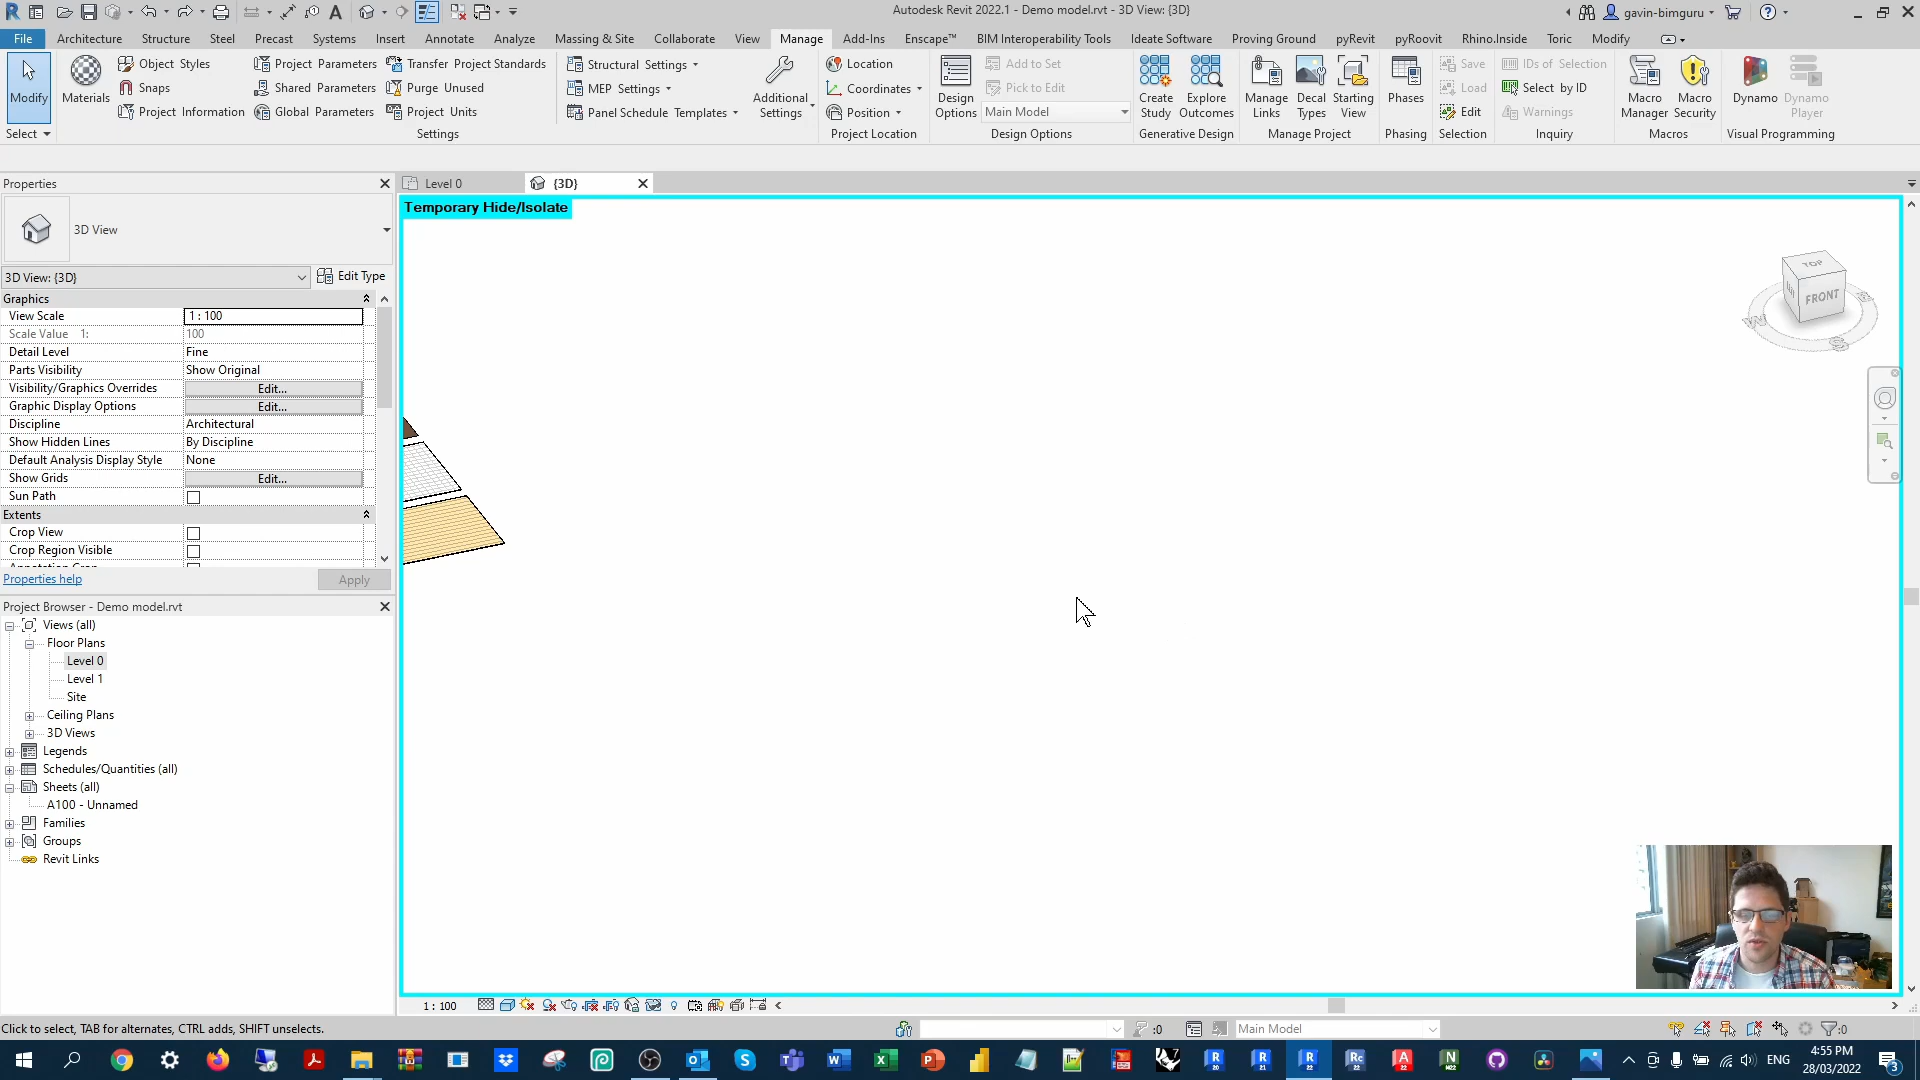 Autodesk Revit 2022.1 - Demo model.rvt - 3D View: {3D}
gavin-bimguru
File Architecture Structure Steel Precast Systems Insert Annotate Analyze Massing & Site Collaborate View Manage Add-Ins Enscape™ BIM Interoperability Tools Ideate Software Proving Ground pyRevit pyRoovit Rhino.Inside Toric Modify
Modify
Select
Materials
Object Styles
Snaps
Project Information
Project Parameters
Shared Parameters
Global Parameters
Transfer Project Standards
Purge Unused
Project Units
Settings
Structural Settings
MEP Settings
Panel Schedule Templates
Additional
Settings
Location
Coordinates
Position
Project Location
Design
Options
Add to Set
Pick to Edit
Main Model
Design Options
Create
Study
Explore
Outcomes
Generative Design
Manage
Links
Decal
Types
Starting
View
Manage Project
Phases
Phasing
Save
Load
Edit
Selection
IDs of Selection
Select by ID
Warnings
Inquiry
Macro
Manager
Macro
Security
Macros
Dynamo
Dynamo
Player
Visual Programming
Properties
Level 0
{3D}
3D View
Temporary Hide/Isolate
3D View: {3D}
Edit Type
Graphics
View Scale 1 : 100
Scale Value 1: 100
Detail Level Fine
Parts Visibility Show Original
Visibility/Graphics Overrides Edit...
Graphic Display Options Edit...
Discipline Architectural
Show Hidden Lines By Discipline
Default Analysis Display Style None
Show Grids Edit...
Sun Path
Extents
Crop View
Crop Region Visible
Properties help
Apply
Project Browser - Demo model.rvt
Views (all)
Floor Plans
Level 0
Level 1
Site
Ceiling Plans
3D Views
Legends
Schedules/Quantities (all)
Sheets (all)
A100 - Unnamed
Families
Groups
Revit Links
TOP
FRONT
W
S
1 : 100
Click to select, TAB for alternates, CTRL adds, SHIFT unselects.
:0
Main Model
:0
ENG
4:55 PM
28/03/2022
3